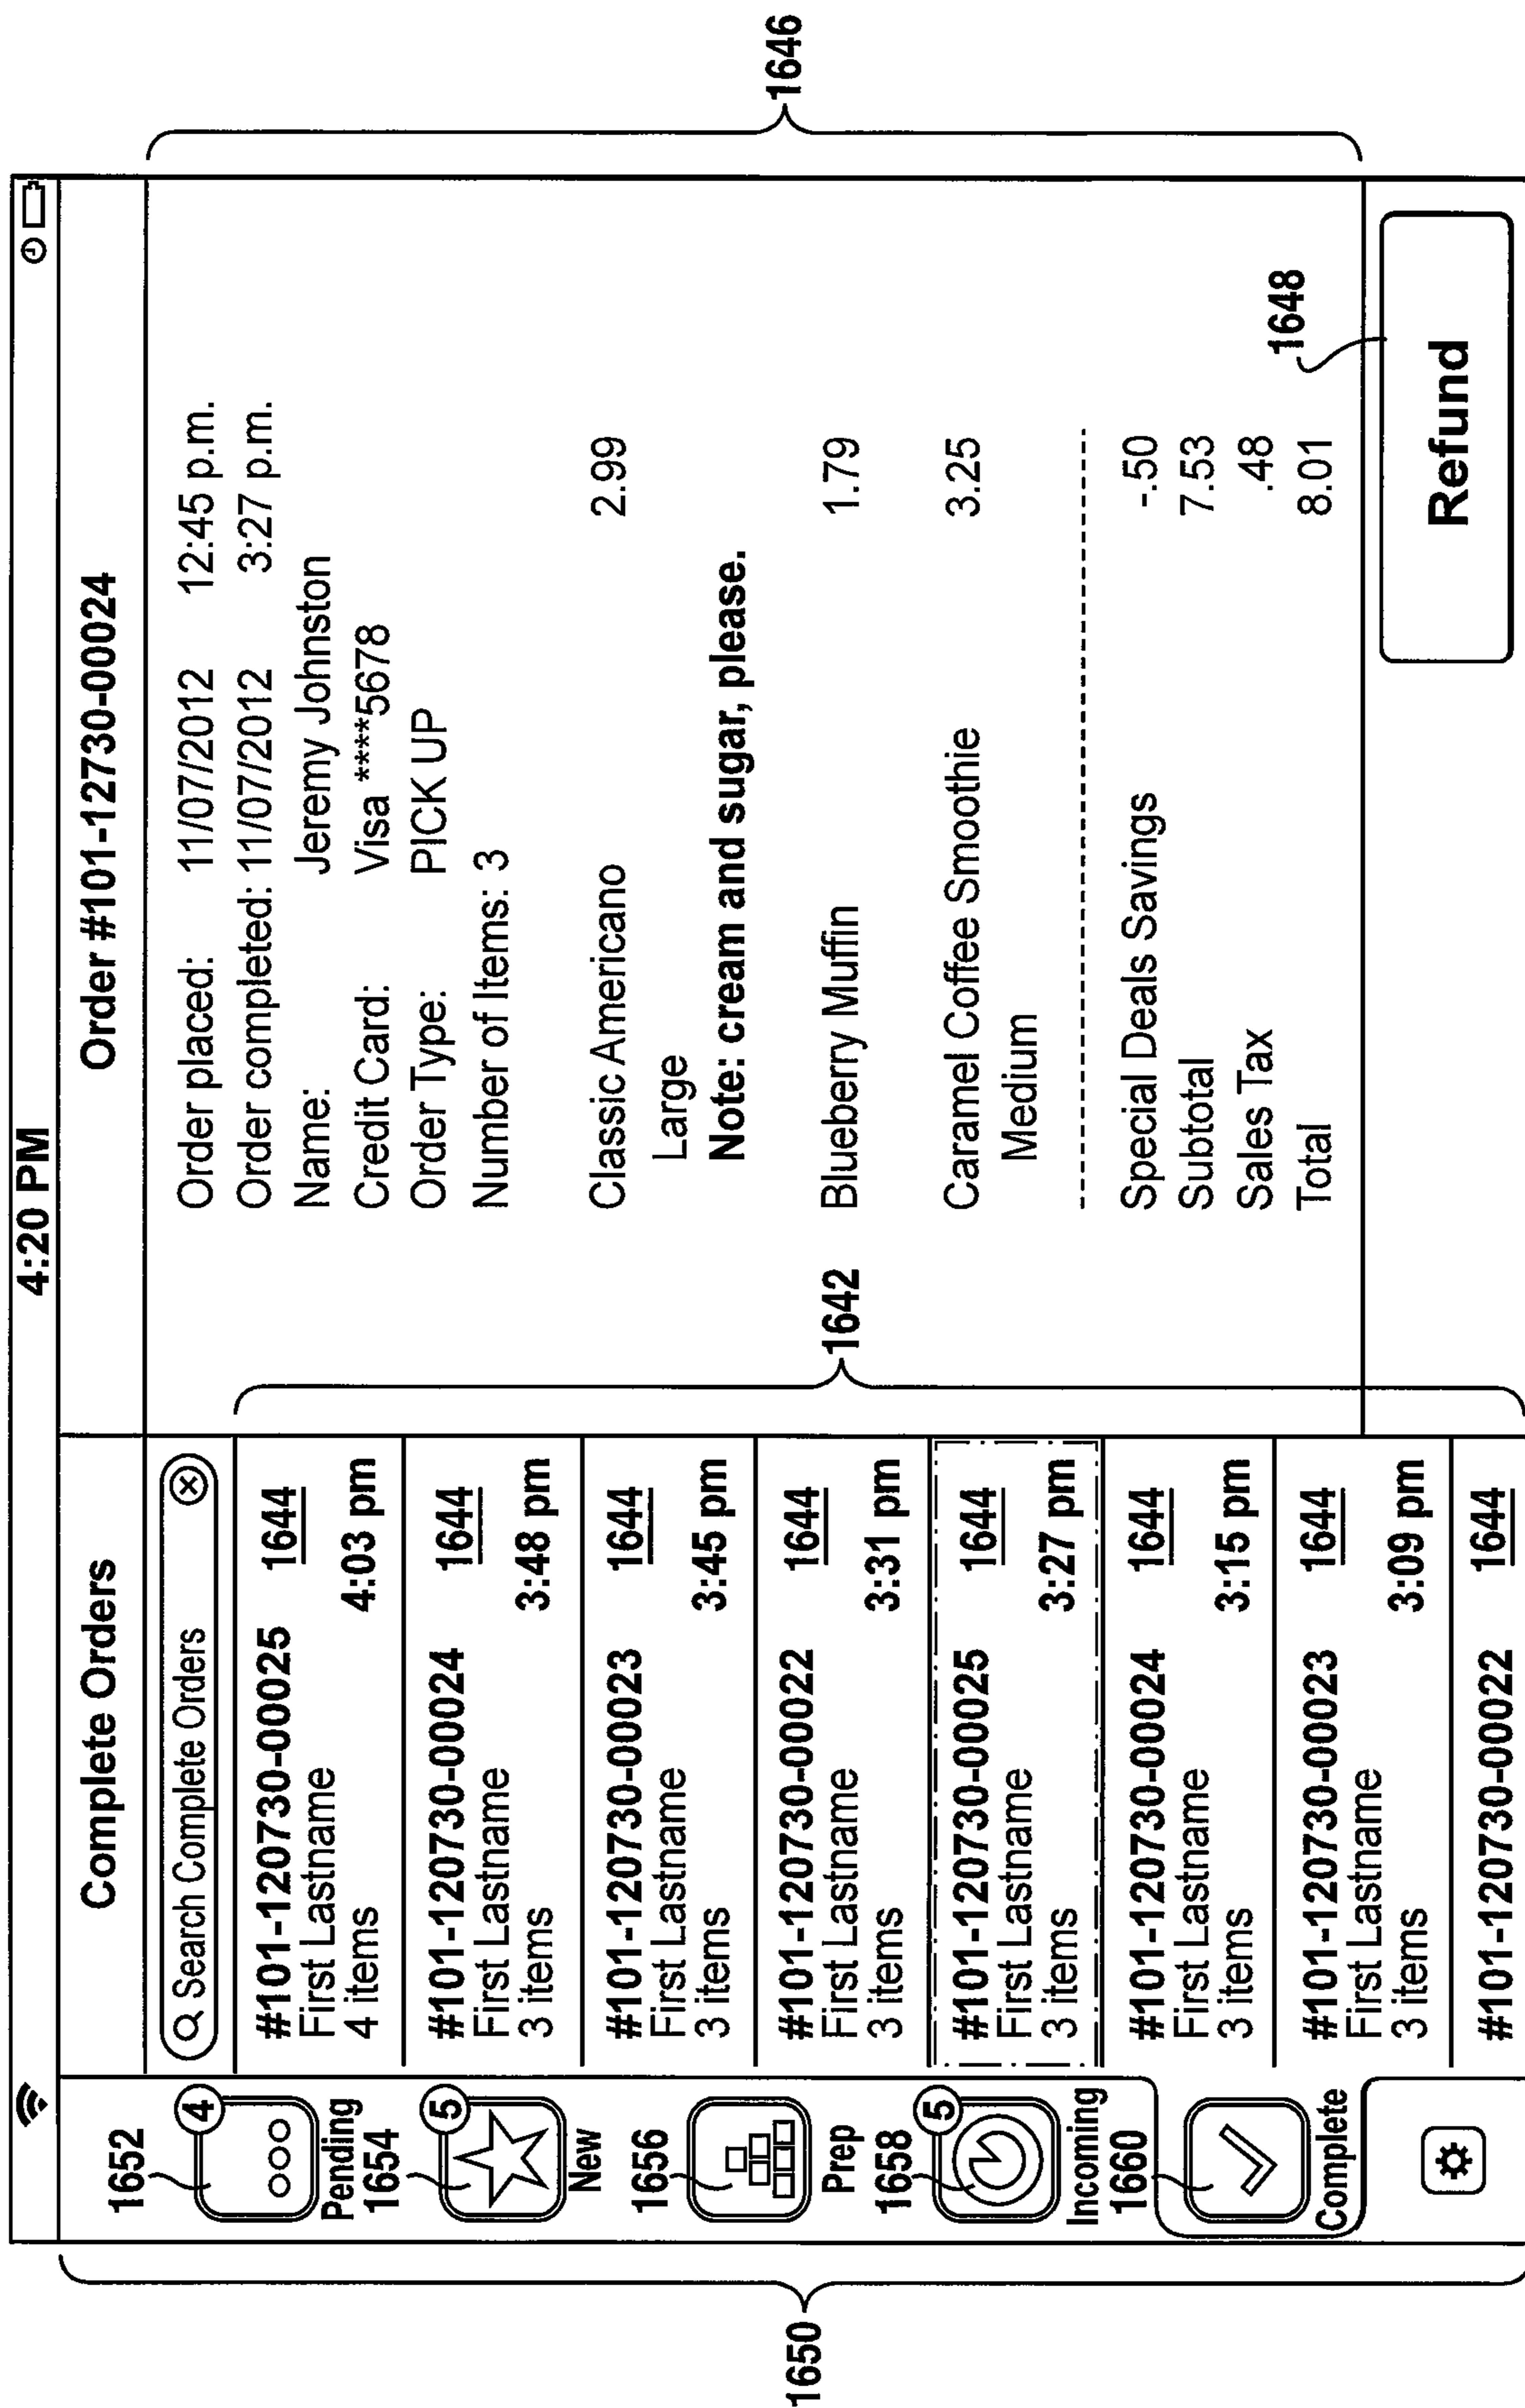 4:20 PM
Complete Orders
Order #101-12730-00024
1650
1652
4
Pending
1654
5
New
1656
Prep
1658
5
Incoming
1660
Complete
Search Complete Orders
#101-120730-00025 1644
First Lastname
4 items 4:03 pm
#101-120730-00024 1644
First Lastname
3 items 3:48 pm
#101-120730-00023 1644
First Lastname
3 items 3:45 pm
#101-120730-00022 1644
First Lastname
3 items 3:31 pm
#101-120730-00025 1644
First Lastname
3 items 3:27 pm
#101-120730-00024 1644
First Lastname
3 items 3:15 pm
#101-120730-00023 1644
First Lastname
3 items 3:09 pm
#101-120730-00022 1644
1642
Order placed: 11/07/2012 12:45 p.m.
Order completed: 11/07/2012 3:27 p.m.
Name: Jeremy Johnston
Credit Card: Visa ****5678
Order Type: PICK UP
Number of Items: 3
Classic Americano 2.99
Large
Note: cream and sugar, please.
Blueberry Muffin 1.79
Caramel Coffee Smoothie 3.25
Medium
Special Deals Savings -.50
Subtotal 7.53
Sales Tax .48
Total 8.01
1646
1648
Refund